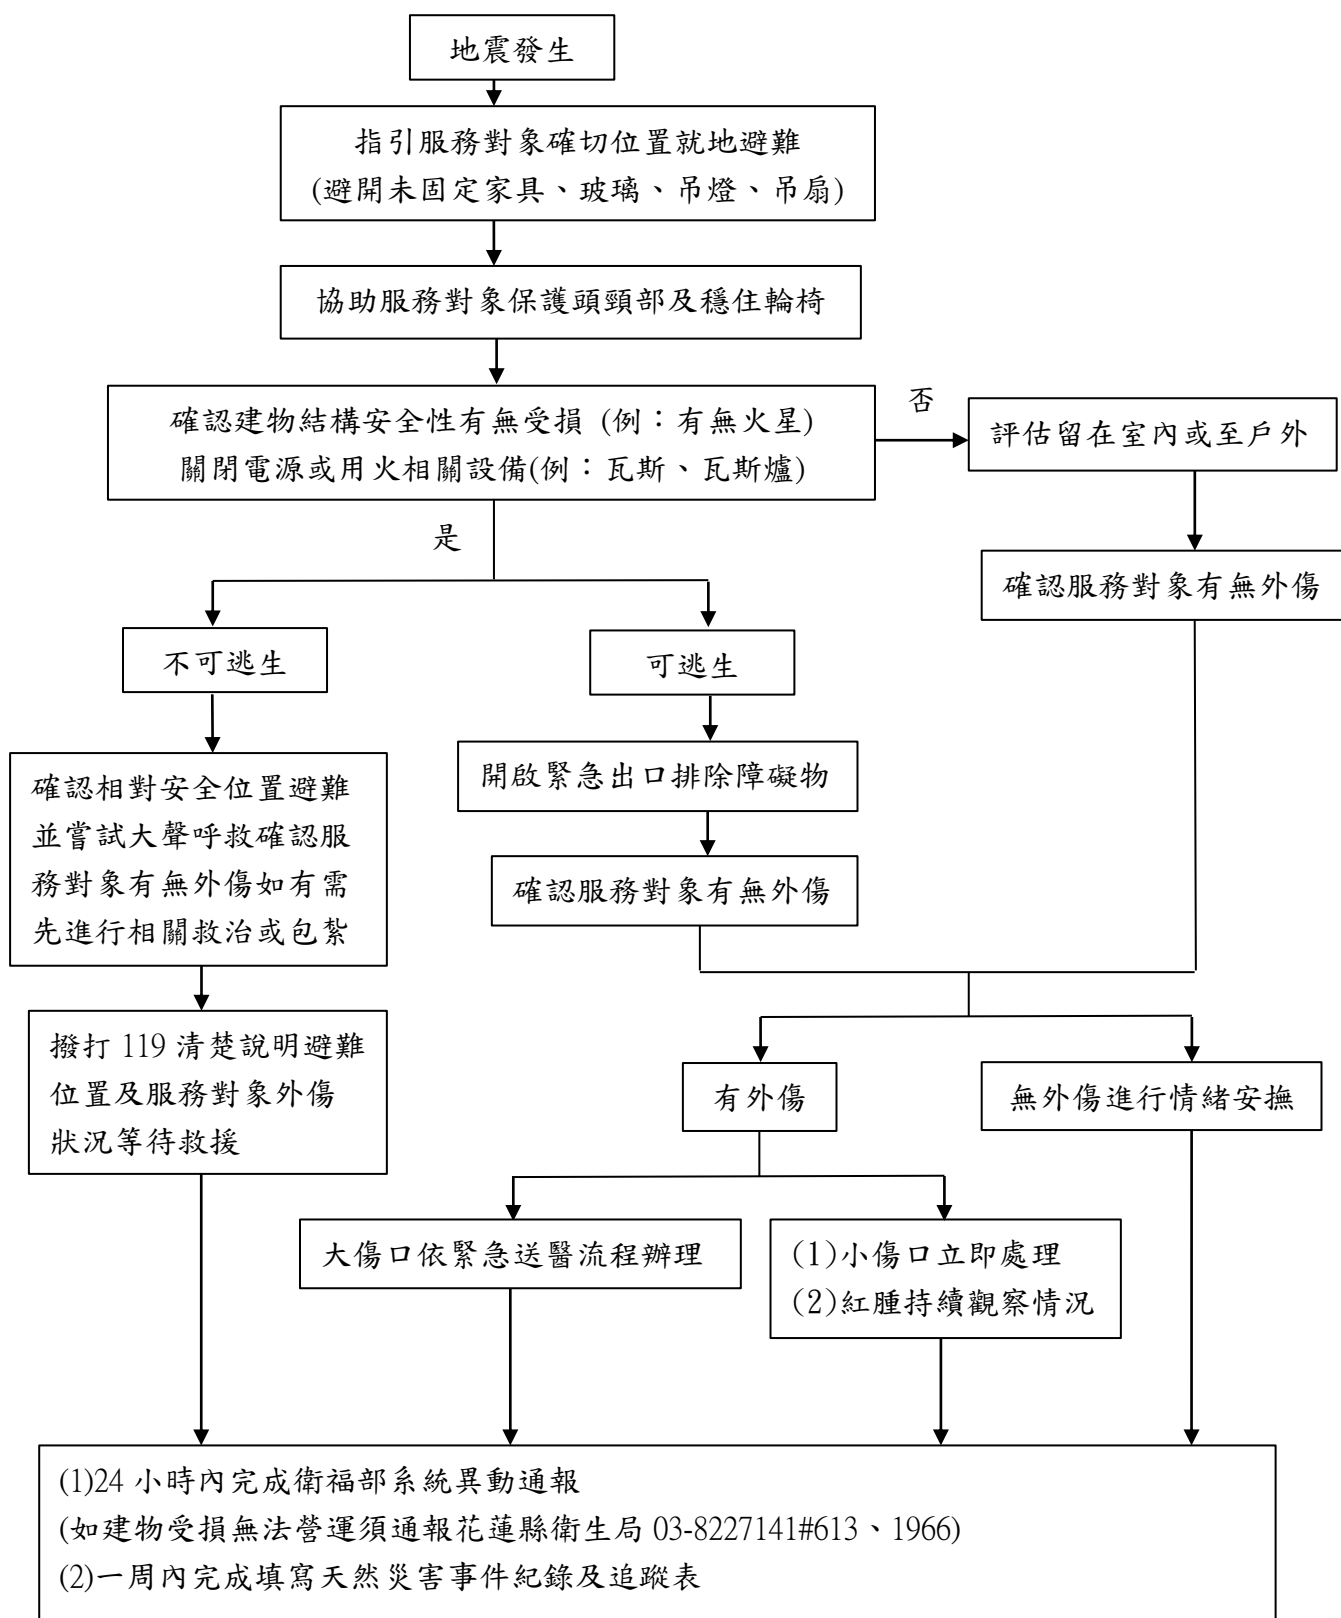 地震發生
指引服務對象確切位置就地避難
(避開未固定家具、玻璃、吊燈、吊扇)
協助服務對象保護頭頸部及穩住輪椅
確認建物結構安全性有無受損 (例：有無火星)
關閉電源或用火相關設備(例：瓦斯、瓦斯爐)
否
評估留在室內或至戶外
是
確認服務對象有無外傷
不可逃生
可逃生
確認相對安全位置避難
並嘗試大聲呼救確認服
務對象有無外傷如有需
先進行相關救治或包紮
開啟緊急出口排除障礙物
確認服務對象有無外傷
撥打 119 清楚說明避難
位置及服務對象外傷
狀況等待救援
有外傷
無外傷進行情緒安撫
大傷口依緊急送醫流程辦理
(1)小傷口立即處理
(2)紅腫持續觀察情況
(1)24 小時內完成衛福部系統異動通報
(如建物受損無法營運須通報花蓮縣衛生局 03-8227141#613、1966)
(2)一周內完成填寫天然災害事件紀錄及追蹤表